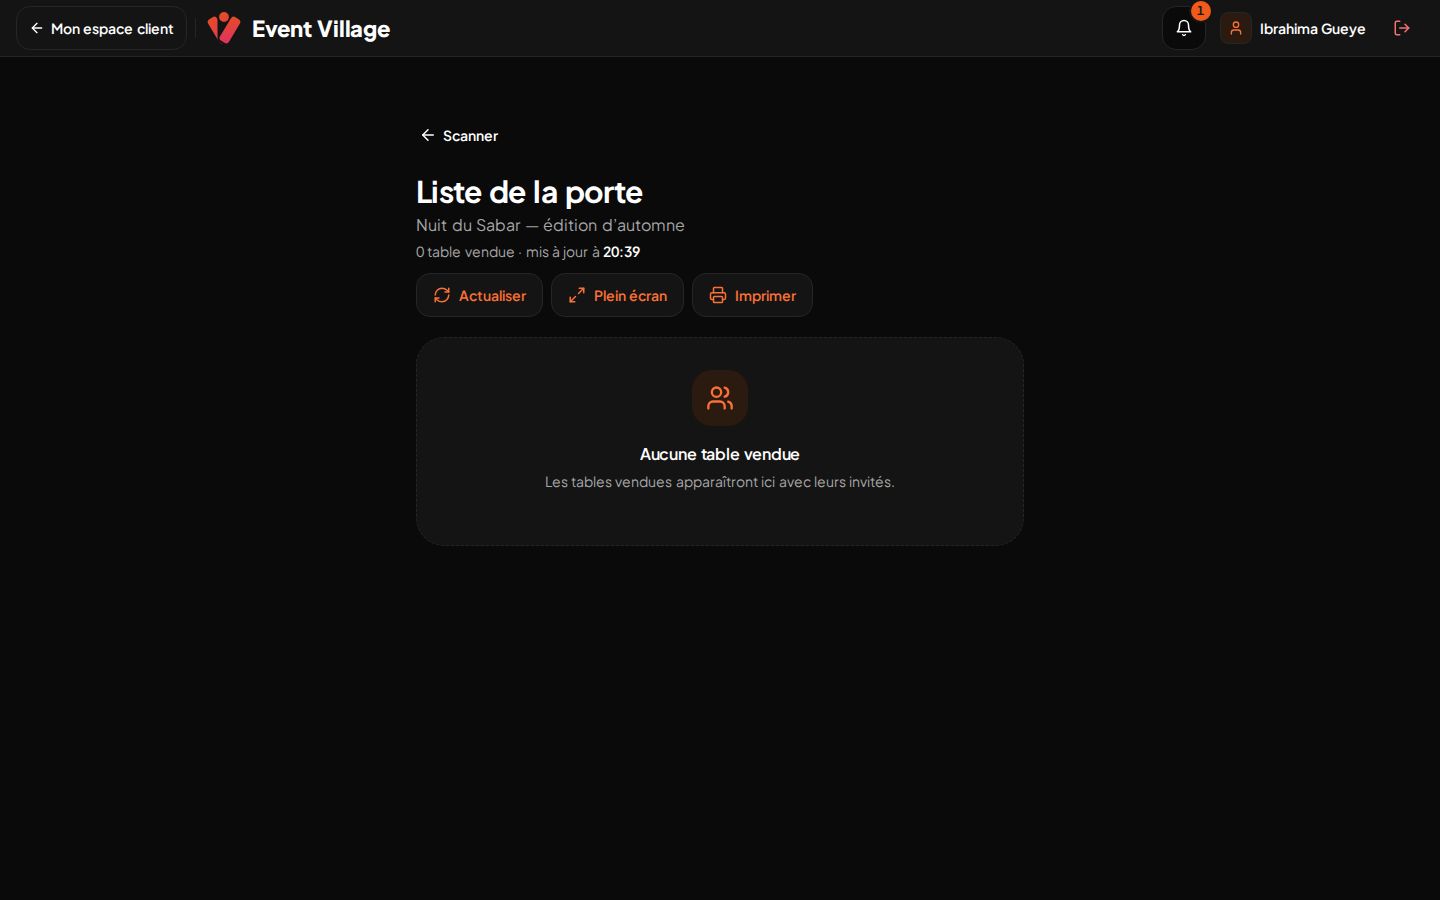 Mon espace client
Event Village
1
Ibrahima Gueye
Scanner
Liste de la porte
Nuit du Sabar — édition d’automne
0 table vendue · mis à jour à 20:39
Actualiser
Plein écran
Imprimer
Aucune table vendue
Les tables vendues apparaîtront ici avec leurs invités.